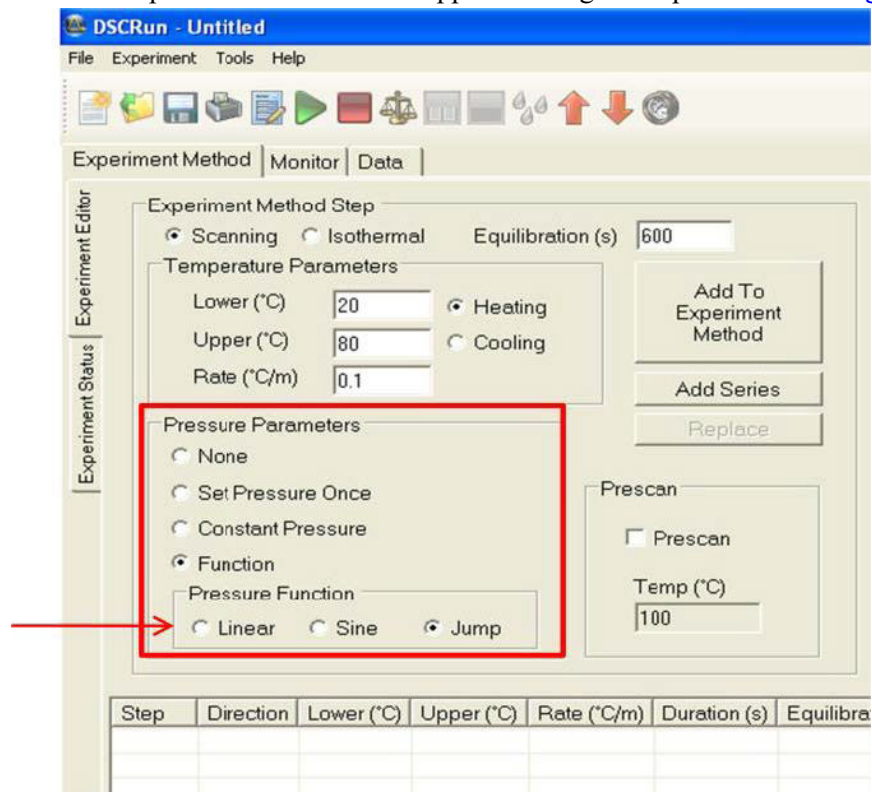 DSCRun - Untitled
File Experiment Tools Help
Experiment Method Monitor Data
Experiment Editor
Experiment Status
Experiment Method Step
Scanning Isothermal Equilibration (s) 600
Temperature Parameters
Lower (°C) 20 Heating
Upper (°C) 80 Cooling
Rate (°C/m) 0.1
Add To
Experiment
Method
Add Series
Replace
Pressure Parameters
None
Set Pressure Once
Constant Pressure
Function
Pressure Function
Linear Sine Jump
Prescan
Prescan
Temp (°C)
100
Step Direction Lower (°C) Upper (°C) Rate (°C/m) Duration (s) Equilibra